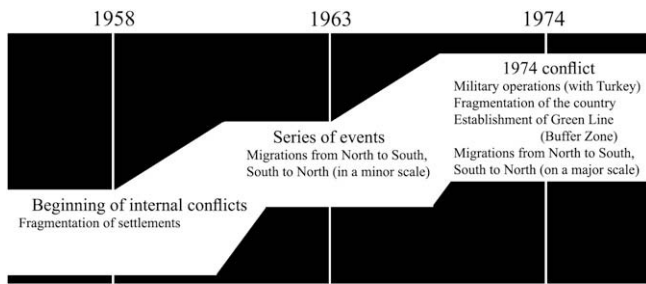 1958
1963
1974
Beginning of internal conflicts
Fragmentation of settlements
Series of events
Migrations from North to South,
South to North (in a minor scale)
1974 conflict
Military operations (with Turkey)
Fragmentation of the country
Establishment of Green Line
(Buffer Zone)
Migrations from North to South,
South to North (on a major scale)